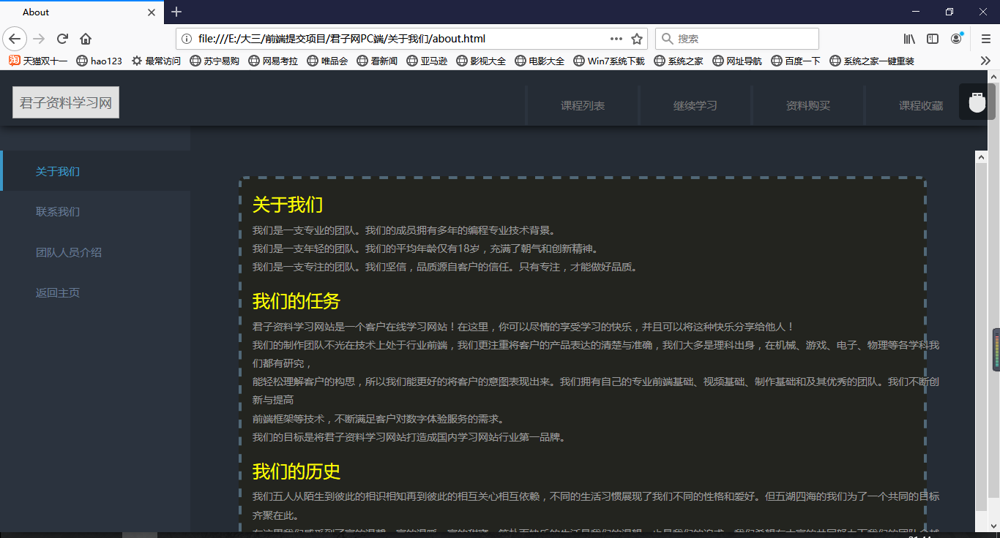 About
file:///E:/大三/前端提交项目/君子网PC端/关于我们/about.html
搜索
淘 天猫双十一 hao123 最常访问 苏宁易购 网易考拉 唯品会 看新闻 亚马逊 影视大全 电影大全 Win7系统下载 系统之家 网址导航 百度一下 系统之家一键重装
君子资料学习网
课程列表 继续学习 资料购买 课程收藏
关于我们
联系我们
团队人员介绍
返回主页
关于我们
我们是一支专业的团队。我们的成员拥有多年的编程专业技术背景。
我们是一支年轻的团队。我们的平均年龄仅有18岁，充满了朝气和创新精神。
我们是一支专注的团队。我们坚信，品质源自客户的信任。只有专注，才能做好品质。
我们的任务
君子资料学习网站是一个客户在线学习网站！在这里，你可以尽情的享受学习的快乐，并且可以将这种快乐分享给他人！
我们的制作团队不光在技术上处于行业前端，我们更注重将客户的产品表达的清楚与准确，我们大多是理科出身，在机械、游戏、电子、物理等各学科我
们都有研究，
能轻松理解客户的构思，所以我们能更好的将客户的意图表现出来。我们拥有自己的专业前端基础、视频基础、制作基础和及其优秀的团队。我们不断创
新与提高
前端框架等技术，不断满足客户对数字体验服务的需求。
我们的目标是将君子资料学习网站打造成国内学习网站行业第一品牌。
我们的历史
我们五人从陌生到彼此的相识相知再到彼此的相互关心相互依赖，不同的生活习惯展现了我们不同的性格和爱好。但五湖四海的我们为了一个共同的目标
齐聚在此。